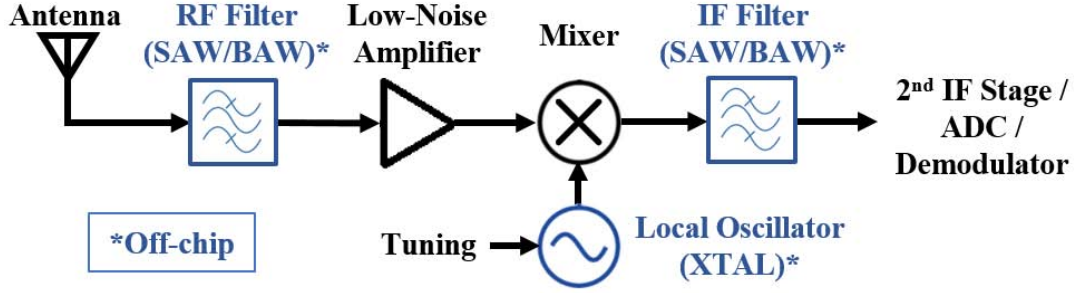 Antenna
RF Filter
(SAW/BAW)*
Low-Noise
Amplifier
Mixer
IF Filter
(SAW/BAW)*
2nd IF Stage /
ADC /
Demodulator
*Off-chip
Tuning
Local Oscillator
(XTAL)*